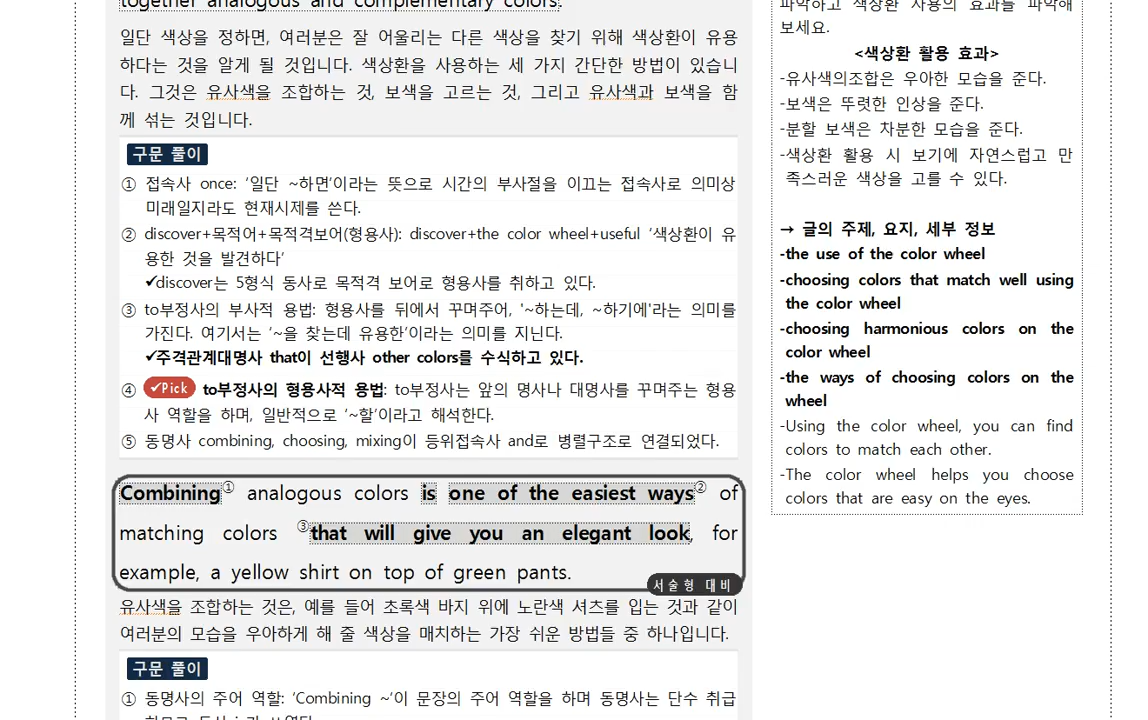 together analogous and complementary colors.
일단 색상을 정하면, 여러분은 잘 어울리는 다른 색상을 찾기 위해 색상환이 유용
하다는 것을 알게 될 것입니다. 색상환을 사용하는 세 가지 간단한 방법이 있습니
다. 그것은 유사색을 조합하는 것, 보색을 고르는 것, 그리고 유사색과 보색을 함
께 섞는 것입니다.
구문 풀이
① 접속사 once: ‘일단 ~하면’이라는 뜻으로 시간의 부사절을 이끄는 접속사로 의미상
미래일지라도 현재시제를 쓴다.
② discover+목적어+목적격보어(형용사): discover+the color wheel+useful ‘색상환이 유
용한 것을 발견하다’
✔discover는 5형식 동사로 목적격 보어로 형용사를 취하고 있다.
③ to부정사의 부사적 용법: 형용사를 뒤에서 꾸며주어, '~하는데, ~하기에'라는 의미를
가진다. 여기서는 ‘~을 찾는데 유용한’이라는 의미를 지닌다.
✔주격관계대명사 that이 선행사 other colors를 수식하고 있다.
④ ✔Pick to부정사의 형용사적 용법: to부정사는 앞의 명사나 대명사를 꾸며주는 형용
사 역할을 하며, 일반적으로 ‘~할’이라고 해석한다.
⑤ 동명사 combining, choosing, mixing이 등위접속사 and로 병렬구조로 연결되었다.
Combining① analogous colors is one of the easiest ways② of
matching colors ③that will give you an elegant look, for
example, a yellow shirt on top of green pants.
서술형 대비
유사색을 조합하는 것은, 예를 들어 초록색 바지 위에 노란색 셔츠를 입는 것과 같이
여러분의 모습을 우아하게 해 줄 색상을 매치하는 가장 쉬운 방법들 중 하나입니다.
구문 풀이
① 동명사의 주어 역할: ‘Combining ~’이 문장의 주어 역할을 하며 동명사는 단수 취급
파악하고 색상환 사용의 효과를 파악해
보세요.
<색상환 활용 효과>
-유사색의조합은 우아한 모습을 준다.
-보색은 뚜렷한 인상을 준다.
-분할 보색은 차분한 모습을 준다.
-색상환 활용 시 보기에 자연스럽고 만
족스러운 색상을 고를 수 있다.
→ 글의 주제, 요지, 세부 정보
-the use of the color wheel
-choosing colors that match well using
the color wheel
-choosing harmonious colors on the
color wheel
-the ways of choosing colors on the
wheel
-Using the color wheel, you can find
colors to match each other.
-The color wheel helps you choose
colors that are easy on the eyes.